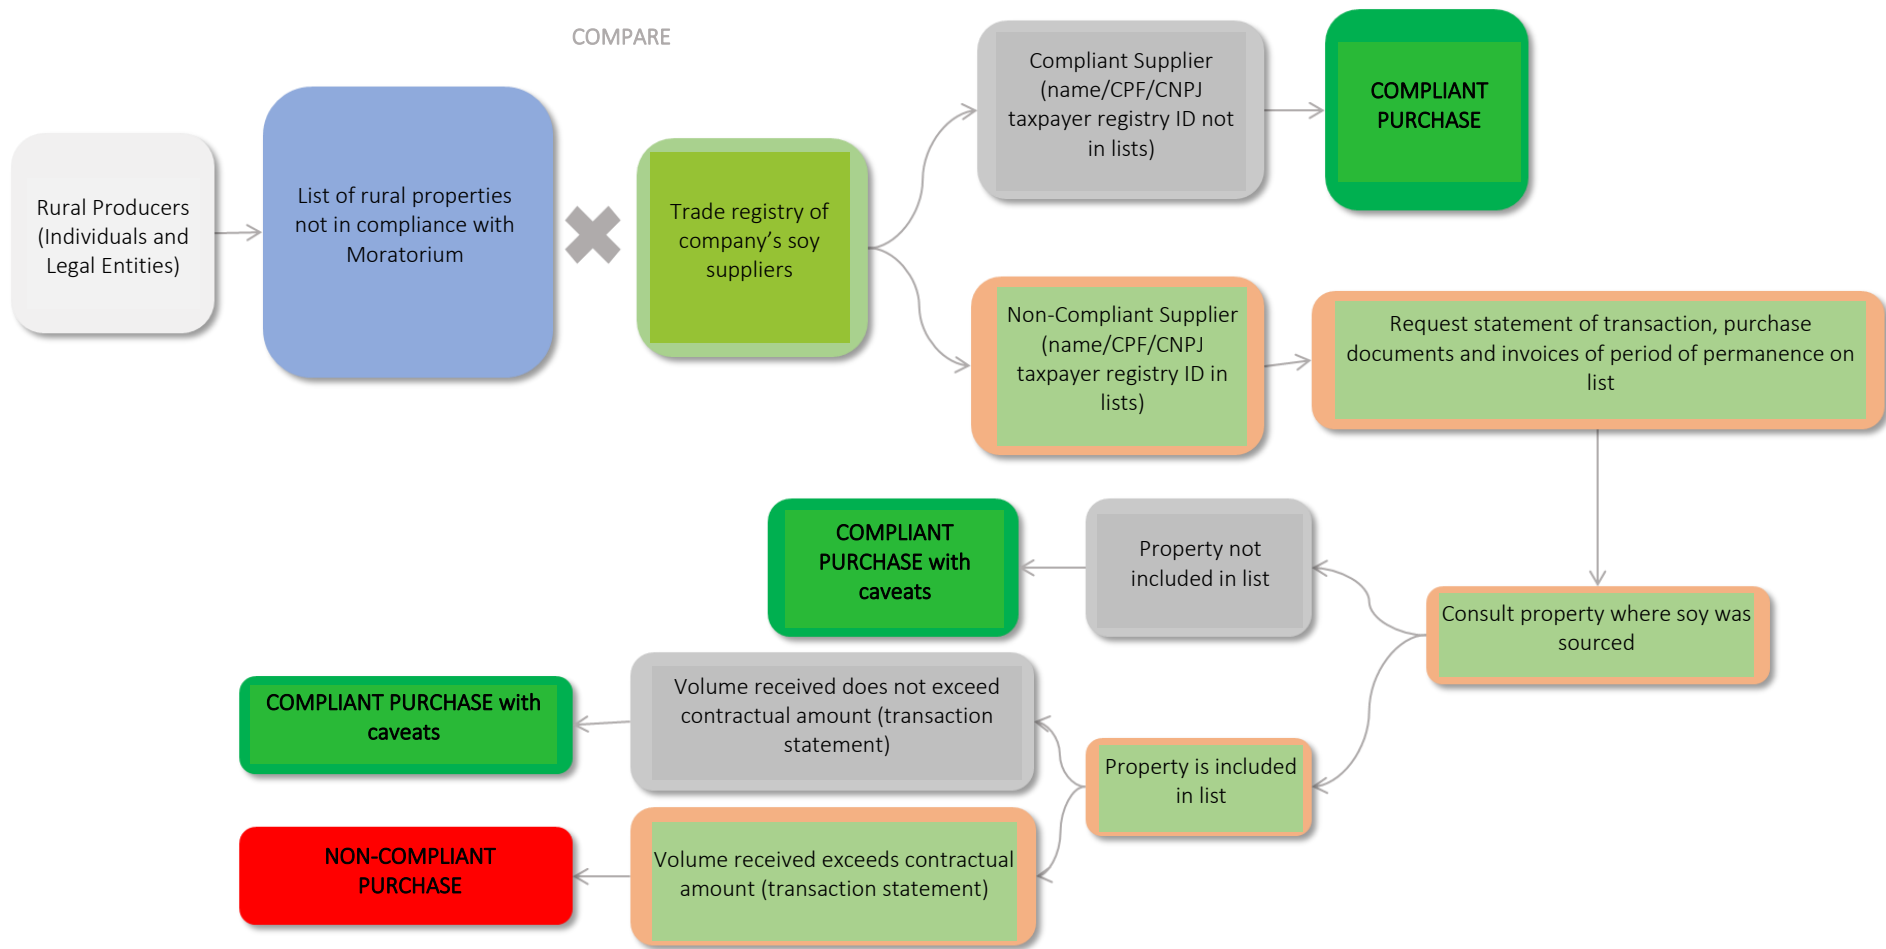 COMPARE
Rural Producers
(Individuals and
Legal Entities)
List of rural properties
not in compliance with
Moratorium
Trade registry of
company’s soy
suppliers
Compliant Supplier
(name/CPF/CNPJ
taxpayer registry ID not
in lists)
COMPLIANT
PURCHASE
Non-Compliant Supplier
(name/CPF/CNPJ
taxpayer registry ID in
lists)
Request statement of transaction, purchase
documents and invoices of period of permanence on
list
Consult property where soy was
sourced
Property not
included in list
COMPLIANT
PURCHASE with
caveats
Property is included
in list
Volume received does not exceed
contractual amount (transaction
statement)
COMPLIANT PURCHASE with
caveats
Volume received exceeds contractual
amount (transaction statement)
NON-COMPLIANT
PURCHASE